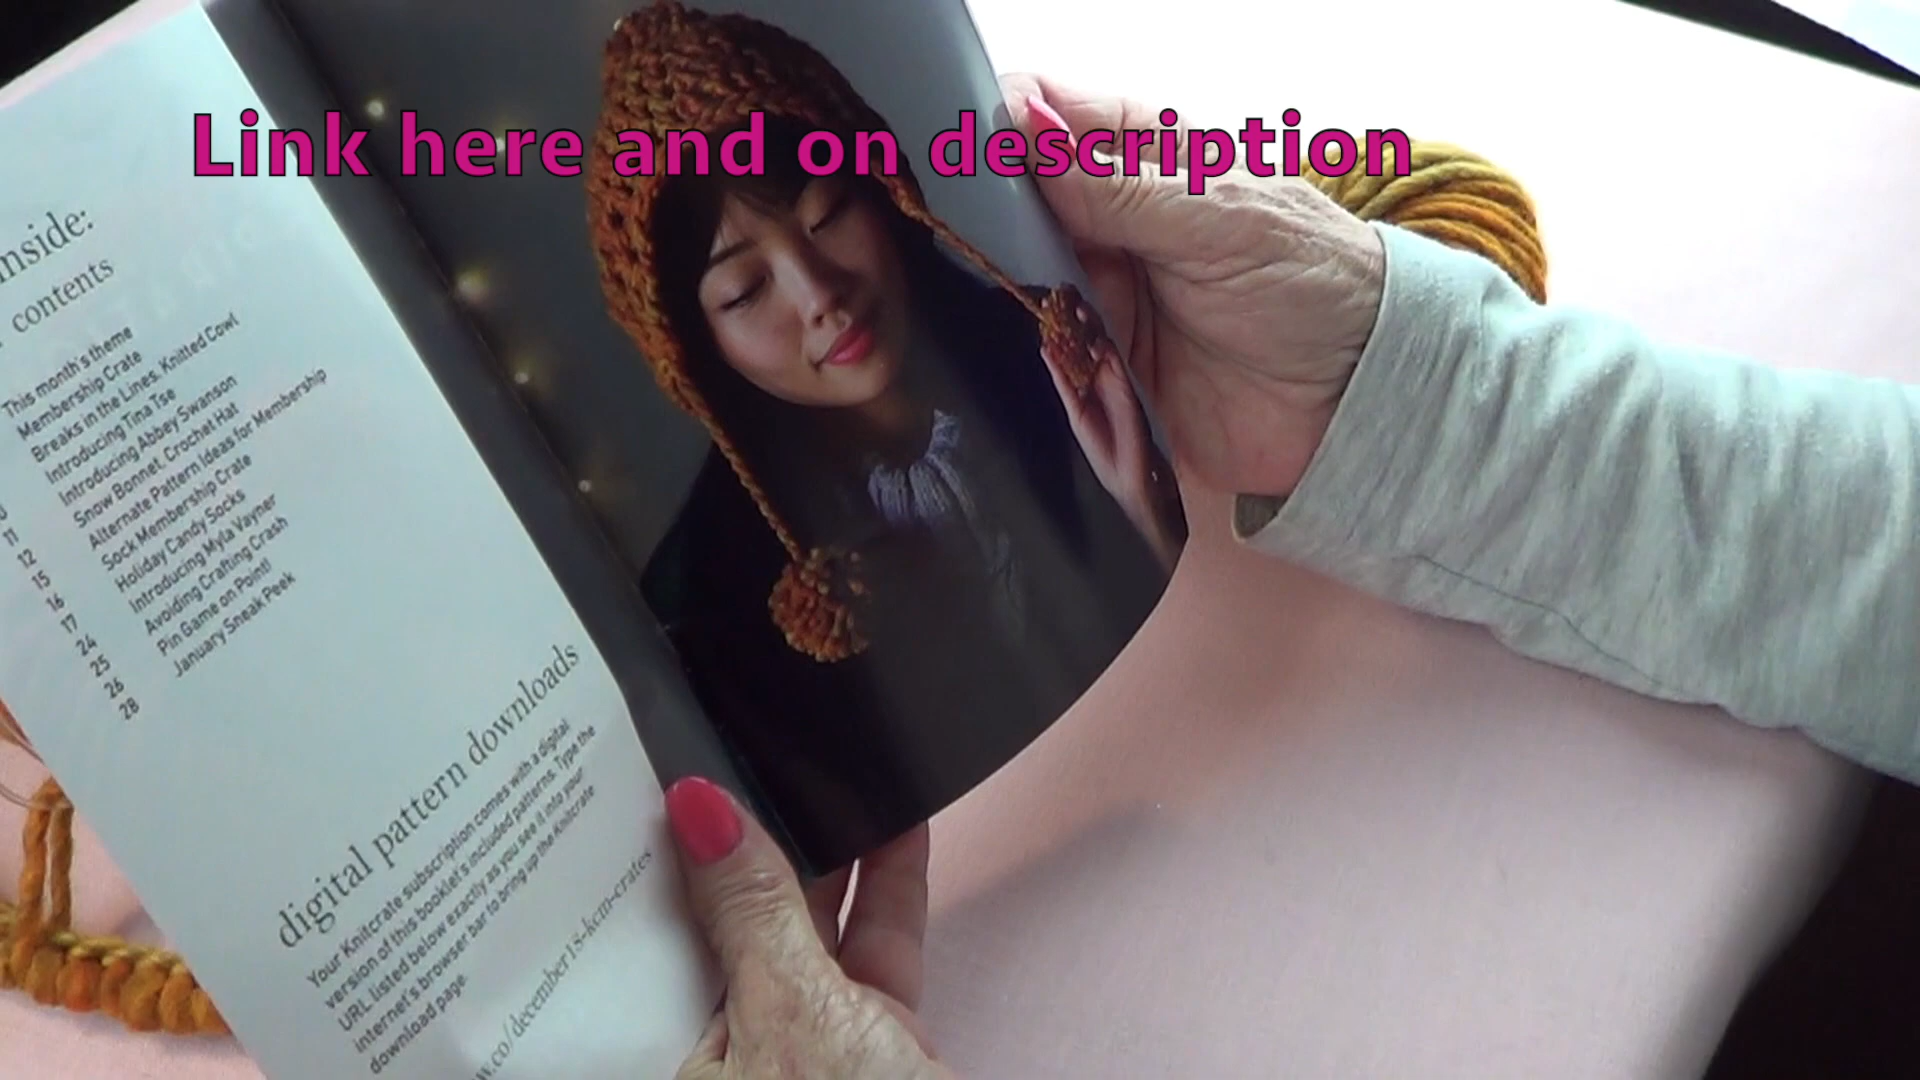 Link here and on description
inside:
contents
This month's theme
Membership Crate
Breaks in the Lines, Knitted Cowl
Introducing Tina Tse
Introducing Abbey Swanson
Snow Bonnet, Crochet Hat
11 Alternate Pattern Ideas for Membership
12 Sock Membership Crate
15 Holiday Candy Socks
16 Introducing Myla Vayner
17 Avoiding Crafting Crash
24 Pin Game on Point!
25 January Sneak Peek
26
28
digital pattern downloads
Your Knitcrate subscription comes with a digital
version of this booklet's included patterns. Type the
URL listed below exactly as you see it into your
internet's browser bar to bring up the Knitcrate
download page.
w.co/december18-kcm-crates